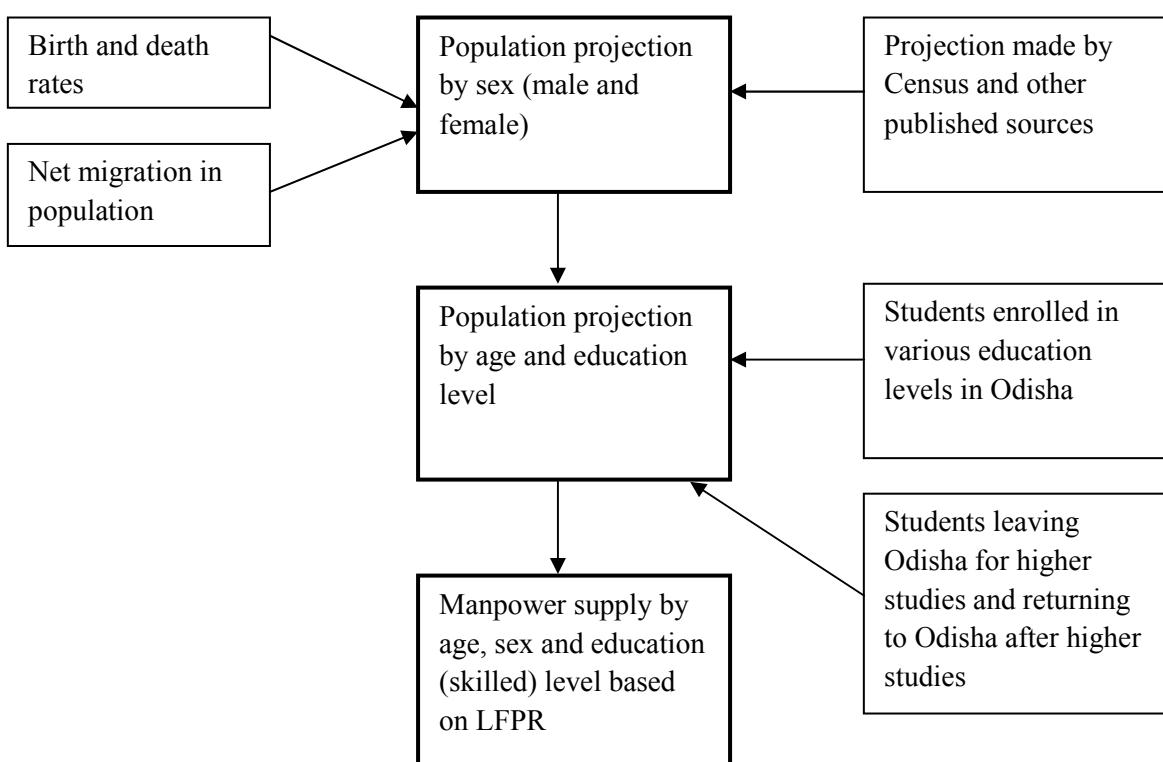 Birth and death
rates
Net migration in
population
Population projection
by sex (male and
female)
Projection made by
Census and other
published sources
Population projection
by age and education
level
Students enrolled in
various education
levels in Odisha
Students leaving
Odisha for higher
studies and returning
to Odisha after higher
studies
Manpower supply by
age, sex and education
(skilled) level based
on LFPR